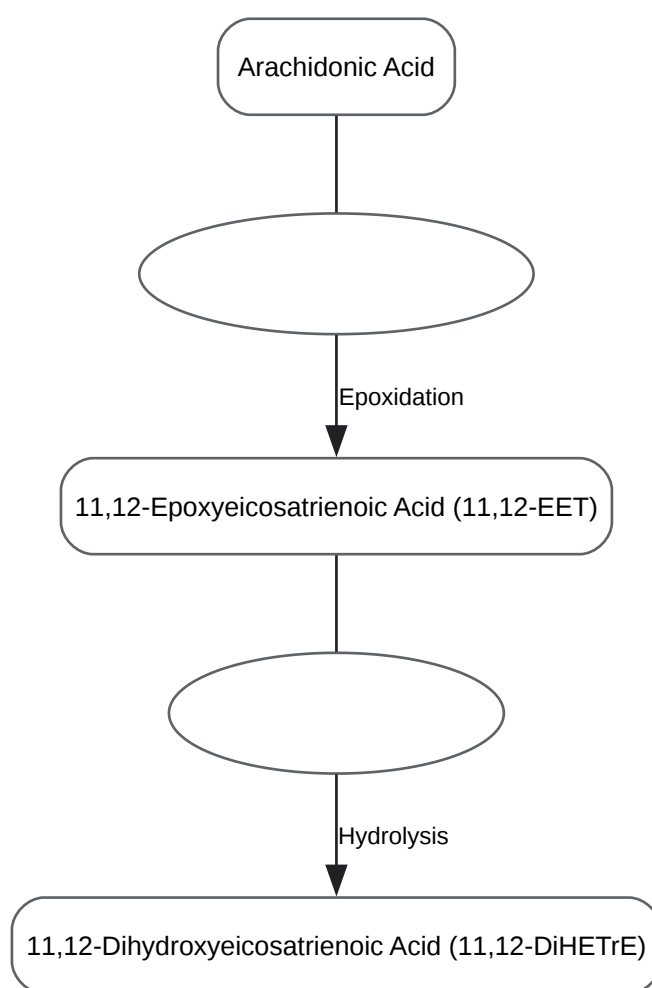 Arachidonic Acid
Epoxidation
11,12-Epoxyeicosatrienoic Acid (11,12-EET)
Hydrolysis
11,12-Dihydroxyeicosatrienoic Acid (11,12-DiHETrE)